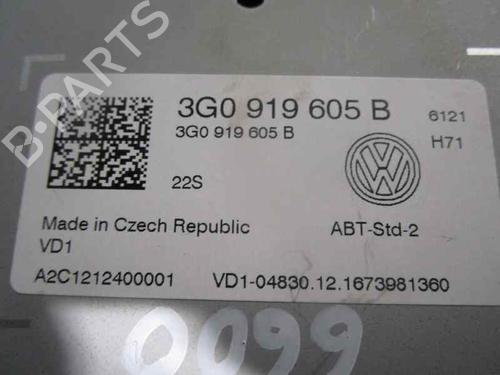 B-PARTS
3G0 919 605 B
3G0 919 605 B
6121
H71
22S
Made in Czech Republic
VD1
ABT-Std-2
A2C1212400001
VD1-04830.12.1673981360
0099